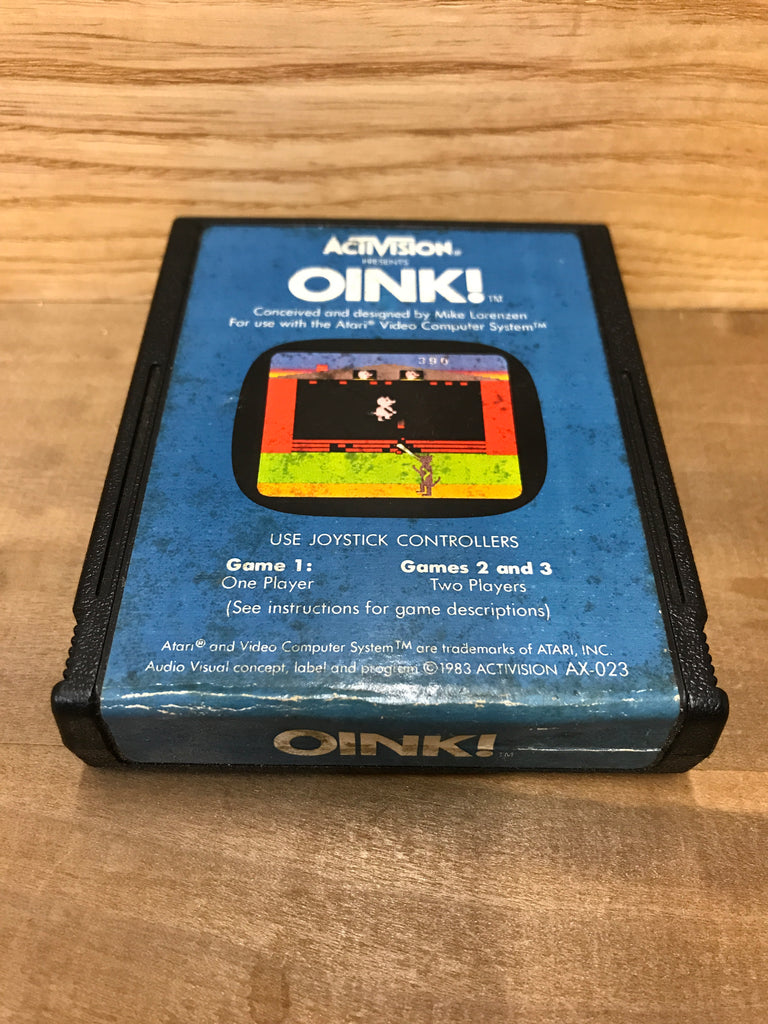 ACTIVISION®
PRESENTS
OINK!™
Conceived and designed by Mike Lorenzen
For use with the Atari® Video Computer System™
390
USE JOYSTICK CONTROLLERS
Game 1:
One Player
Games 2 and 3
Two Players
(See instructions for game descriptions)
Atari® and Video Computer System™ are trademarks of ATARI, INC.
Audio Visual concept, label and program ©1983 ACTIVISION AX-023
OINK!™